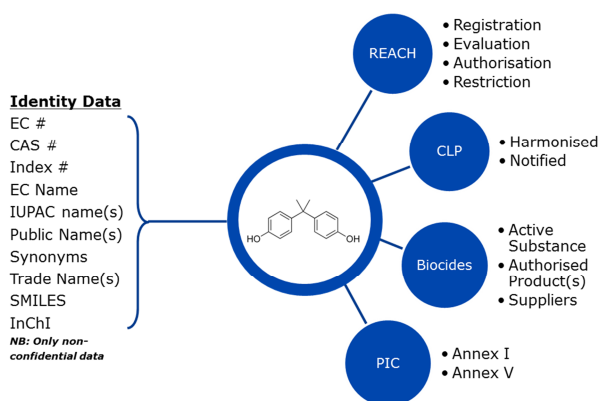 Identity Data
EC #
CAS #
Index #
EC Name
IUPAC name(s)
Public Name(s)
Synonyms
Trade Name(s)
SMILES
InChI
NB: Only non-
confidential data
HO
OH
REACH
• Registration
• Evaluation
• Authorisation
• Restriction
CLP
• Harmonised
• Notified
Biocides
• Active
Substance
• Authorised
Product(s)
• Suppliers
PIC
• Annex I
• Annex V